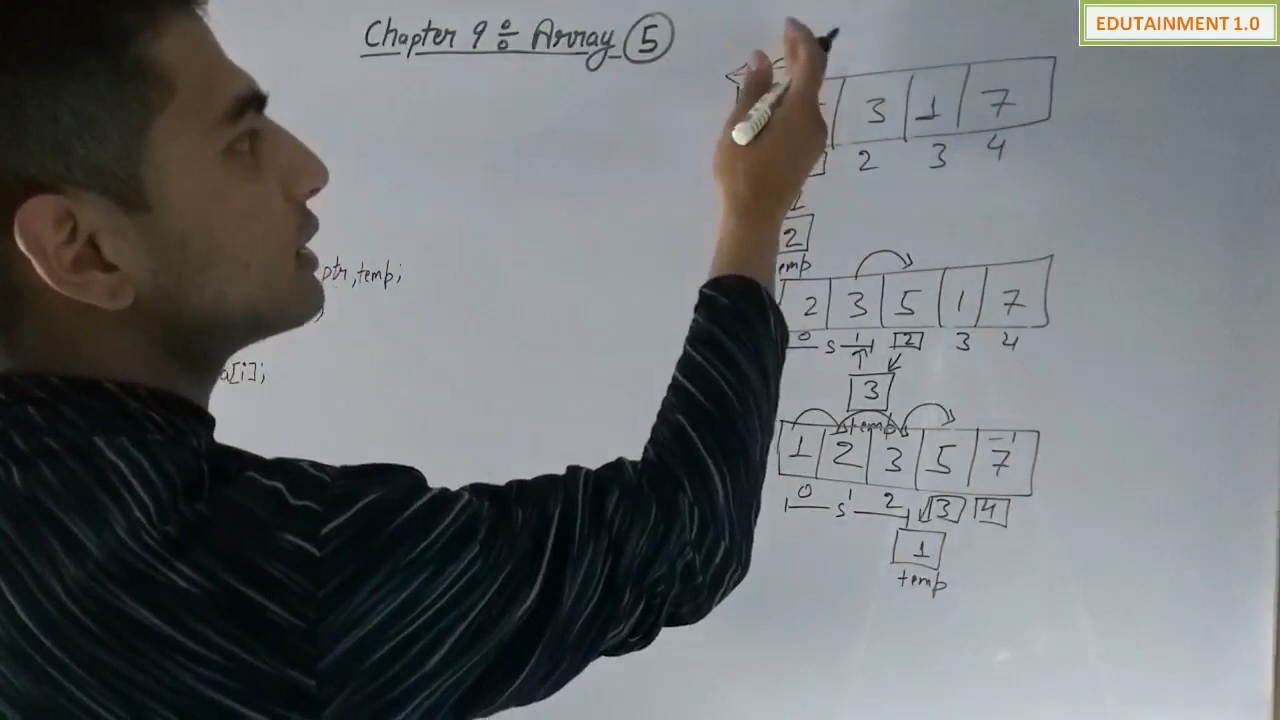 EDUTAINMENT 1.0
Chapter 9 : Array 5
3 1 7
2 3 4
2
ptr, temp;
2 3 5 1 7
0 s 1 2 3 4
a[i];
3
temp
1 2 3 5 7
0 s 1 2 3 4
1
temp